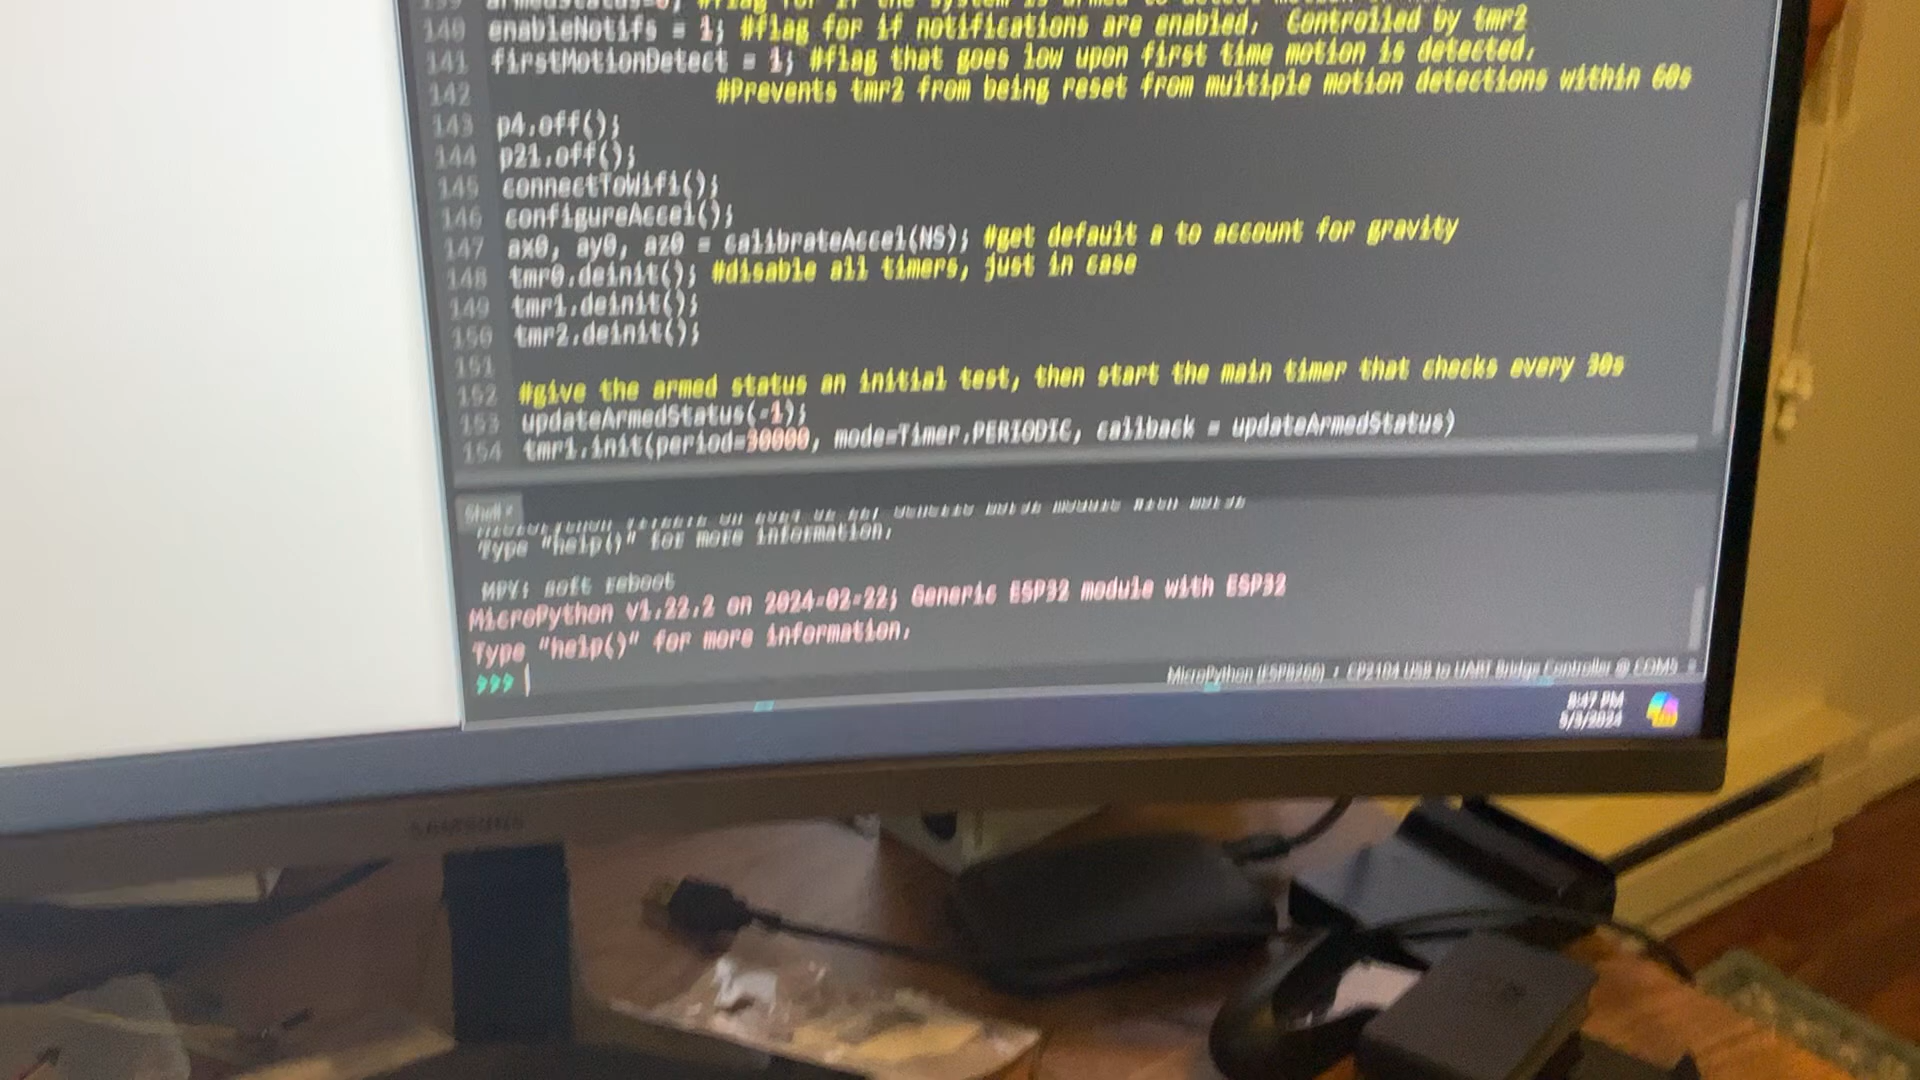 140 enableNotifs = 1; #flag for if notifications are enabled. Controlled by tmr2
141 firstMotionDetect = 1; #flag that goes low upon first time motion is detected.
142 #Prevents tmr2 from being reset from multiple motion detections within 60s
143 p4.off();
144 p21.off();
145 connectToWifi();
146 configureAccel();
147 ax0, ay0, az0 = calibrateAccel(NS); #get default a to account for gravity
148 tmr0.deinit(); #disable all timers, just in case
149 tmr1.deinit();
150 tmr2.deinit();
151
152 #give the armed status an initial test, then start the main timer that checks every 30s
153 updateArmedStatus(-1);
154 tmr1.init(period=30000, mode=Timer.PERIODIC, callback = updateArmedStatus)
Shell ×
Type "help()" for more information.
MPY: soft reboot
MicroPython v1.22.2 on 2024-02-22; Generic ESP32 module with ESP32
Type "help()" for more information.
>>>
MicroPython (ESP8266) • CP2104 USB to UART Bridge Controller @ COM5 ≡
8:47 PM
5/3/2024
SAMSUNG